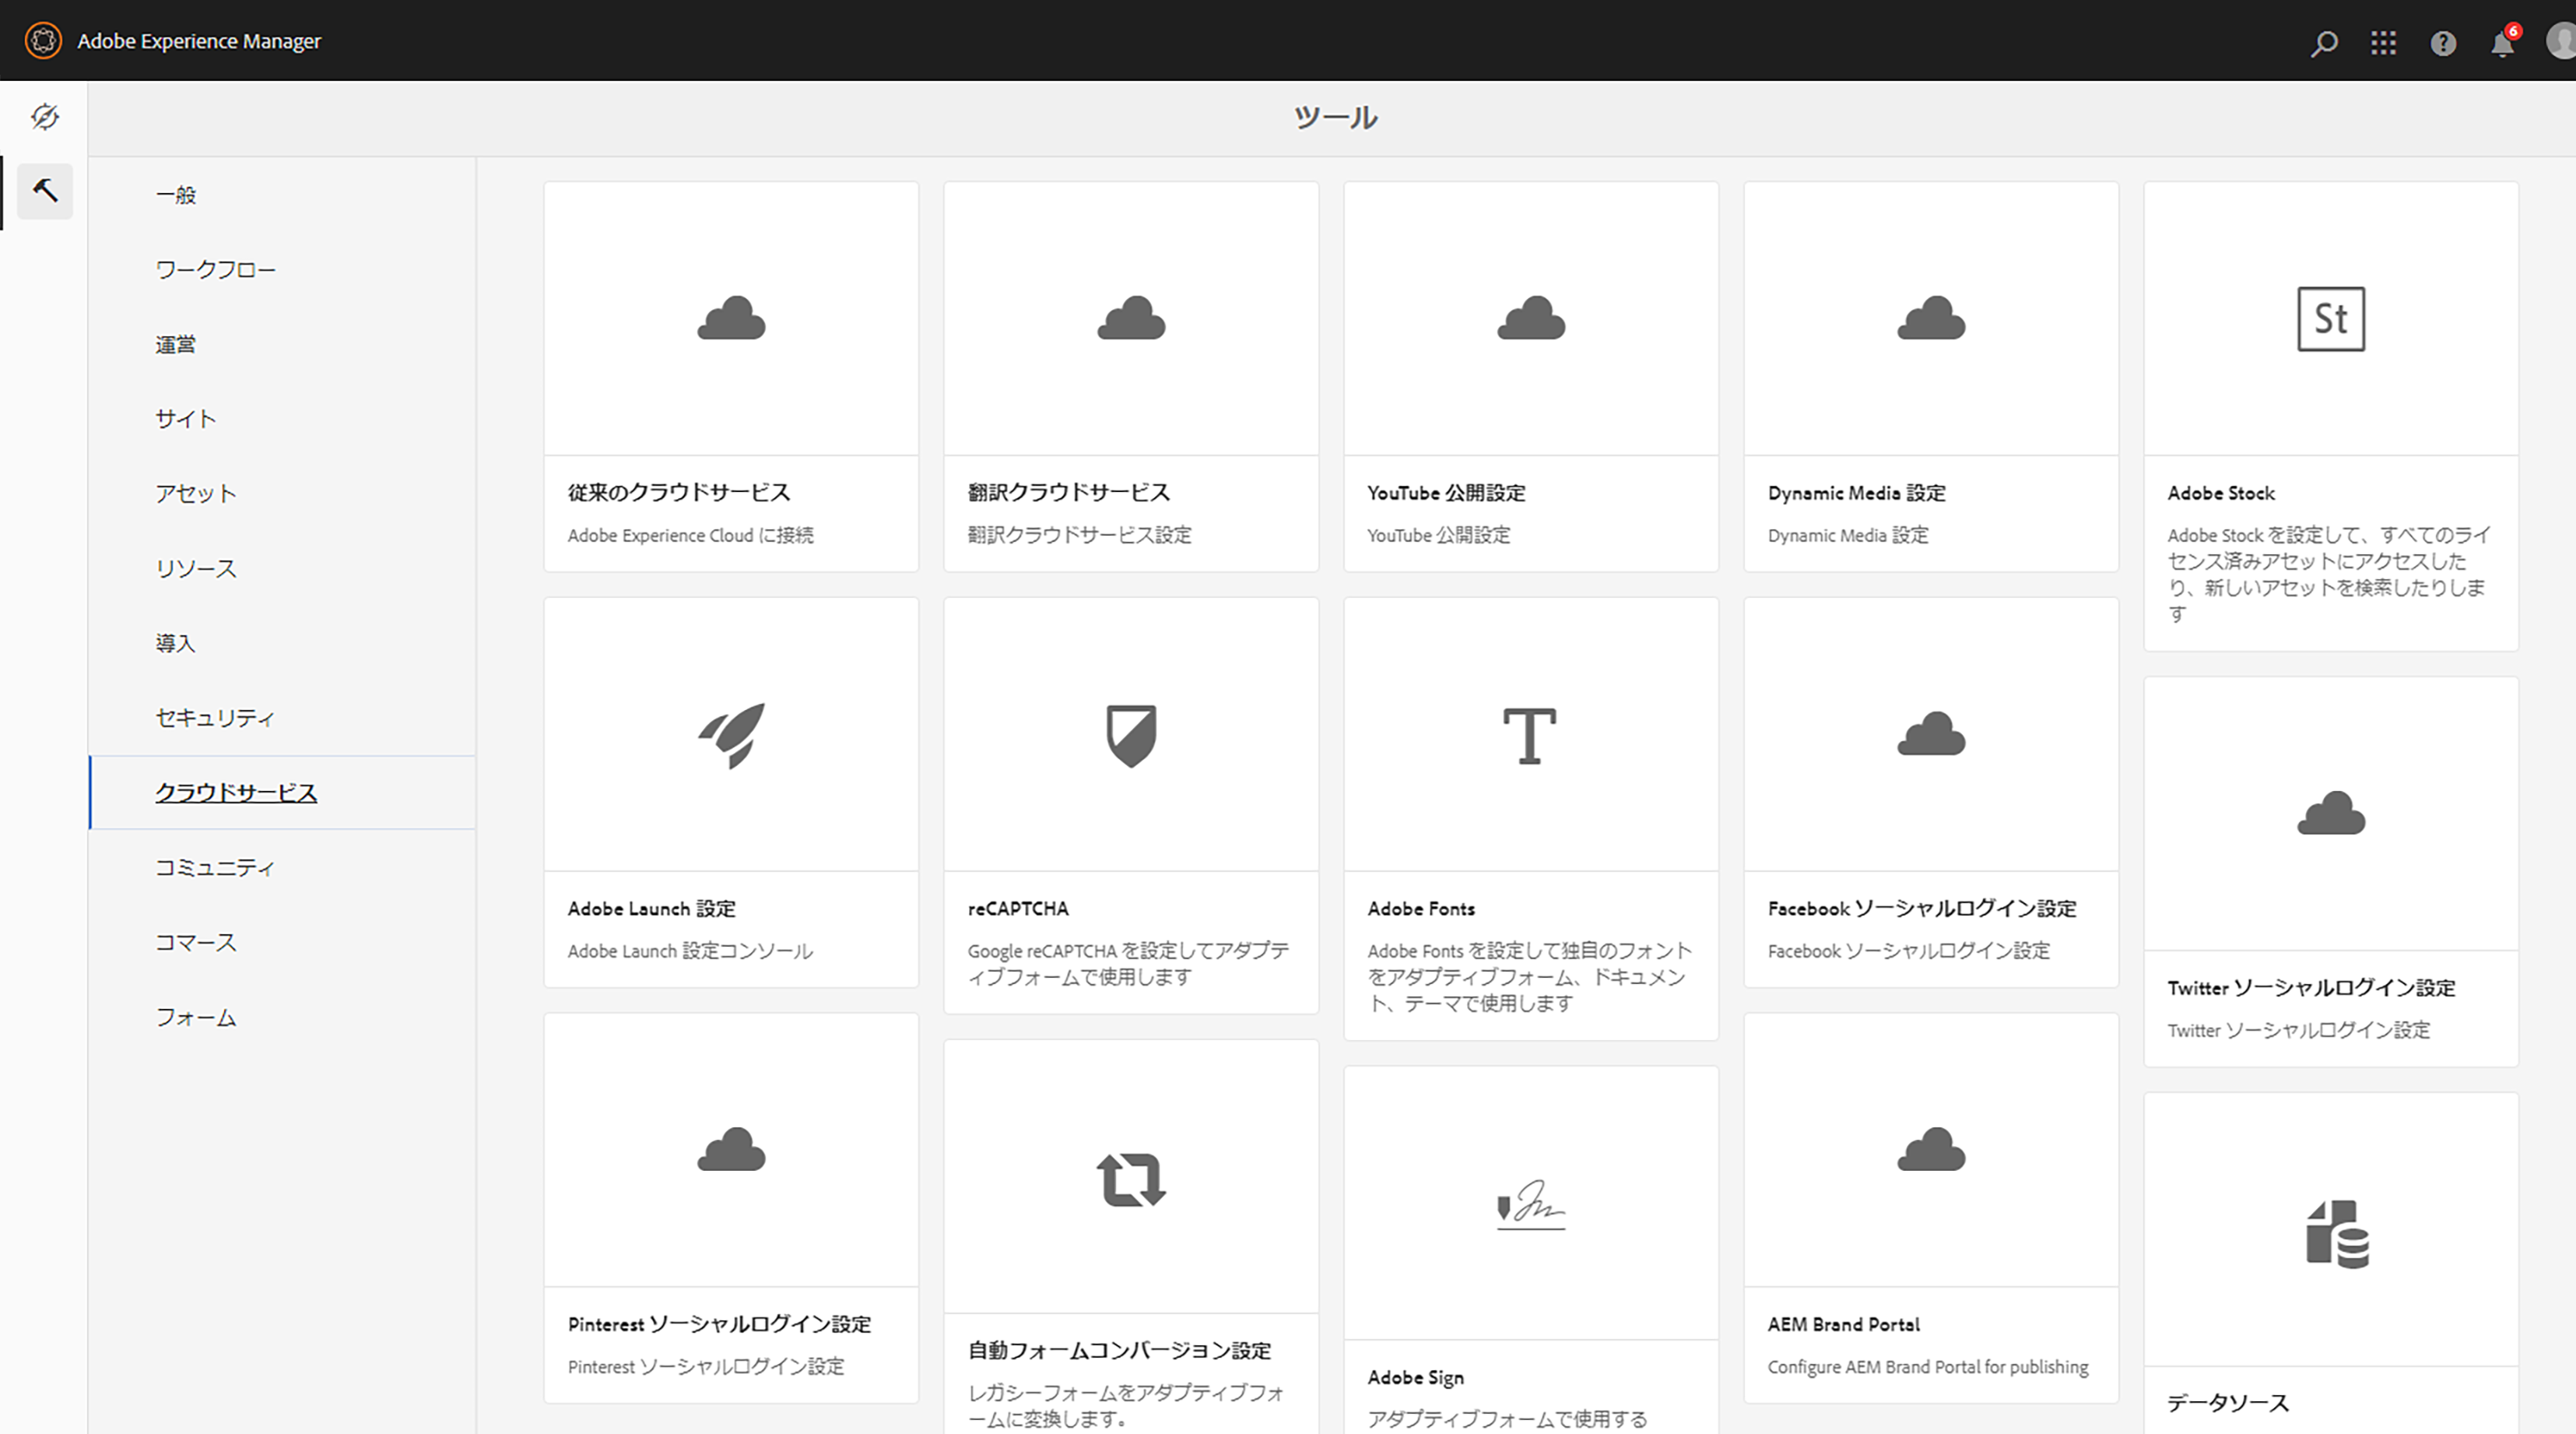 Adobe Experience Manager
6
ツール
一般
ワークフロー
運営
サイト
アセット
リソース
導入
セキュリティ
クラウドサービス
コミュニティ
コマース
フォーム
従来のクラウドサービス
Adobe Experience Cloud に接続
翻訳クラウドサービス
翻訳クラウドサービス設定
YouTube 公開設定
YouTube 公開設定
Dynamic Media 設定
Dynamic Media 設定
St
Adobe Stock
Adobe Stock を設定して、すべてのライ
センス済みアセットにアクセスした
り、新しいアセットを検索したりしま
す
Adobe Launch 設定
Adobe Launch 設定コンソール
reCAPTCHA
Google reCAPTCHA を設定してアダプテ
ィブフォームで使用します
T
Adobe Fonts
Adobe Fonts を設定して独自のフォント
をアダプティブフォーム、ドキュメン
ト、テーマで使用します
Facebook ソーシャルログイン設定
Facebook ソーシャルログイン設定
Twitter ソーシャルログイン設定
Twitter ソーシャルログイン設定
Pinterest ソーシャルログイン設定
Pinterest ソーシャルログイン設定
自動フォームコンバージョン設定
レガシーフォームをアダプティブフォ
ームに変換します。
Adobe Sign
アダプティブフォームで使用する
AEM Brand Portal
Configure AEM Brand Portal for publishing
データソース